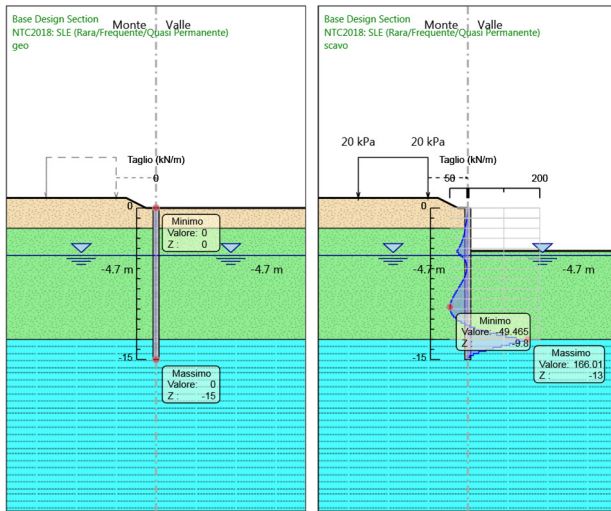 Base Design Section
NTC2018: SLE (Rara/Frequente/Quasi Permanente)
geo
Monte Valle
Taglio (kN/m)
0
0
Minimo
Valore: 0
Z : 0
-4.7 m
-4.7 m
-15
Massimo
Valore: 0
Z : -15
Base Design Section
NTC2018: SLE (Rara/Frequente/Quasi Permanente)
scavo
Monte Valle
20 kPa
20 kPa
Taglio (kN/m)
50
200
0
-4.7 m
-4.7 m
Minimo
Valore: -49.465
Z : -9.8
-15
Massimo
Valore: 166.01
Z : -13